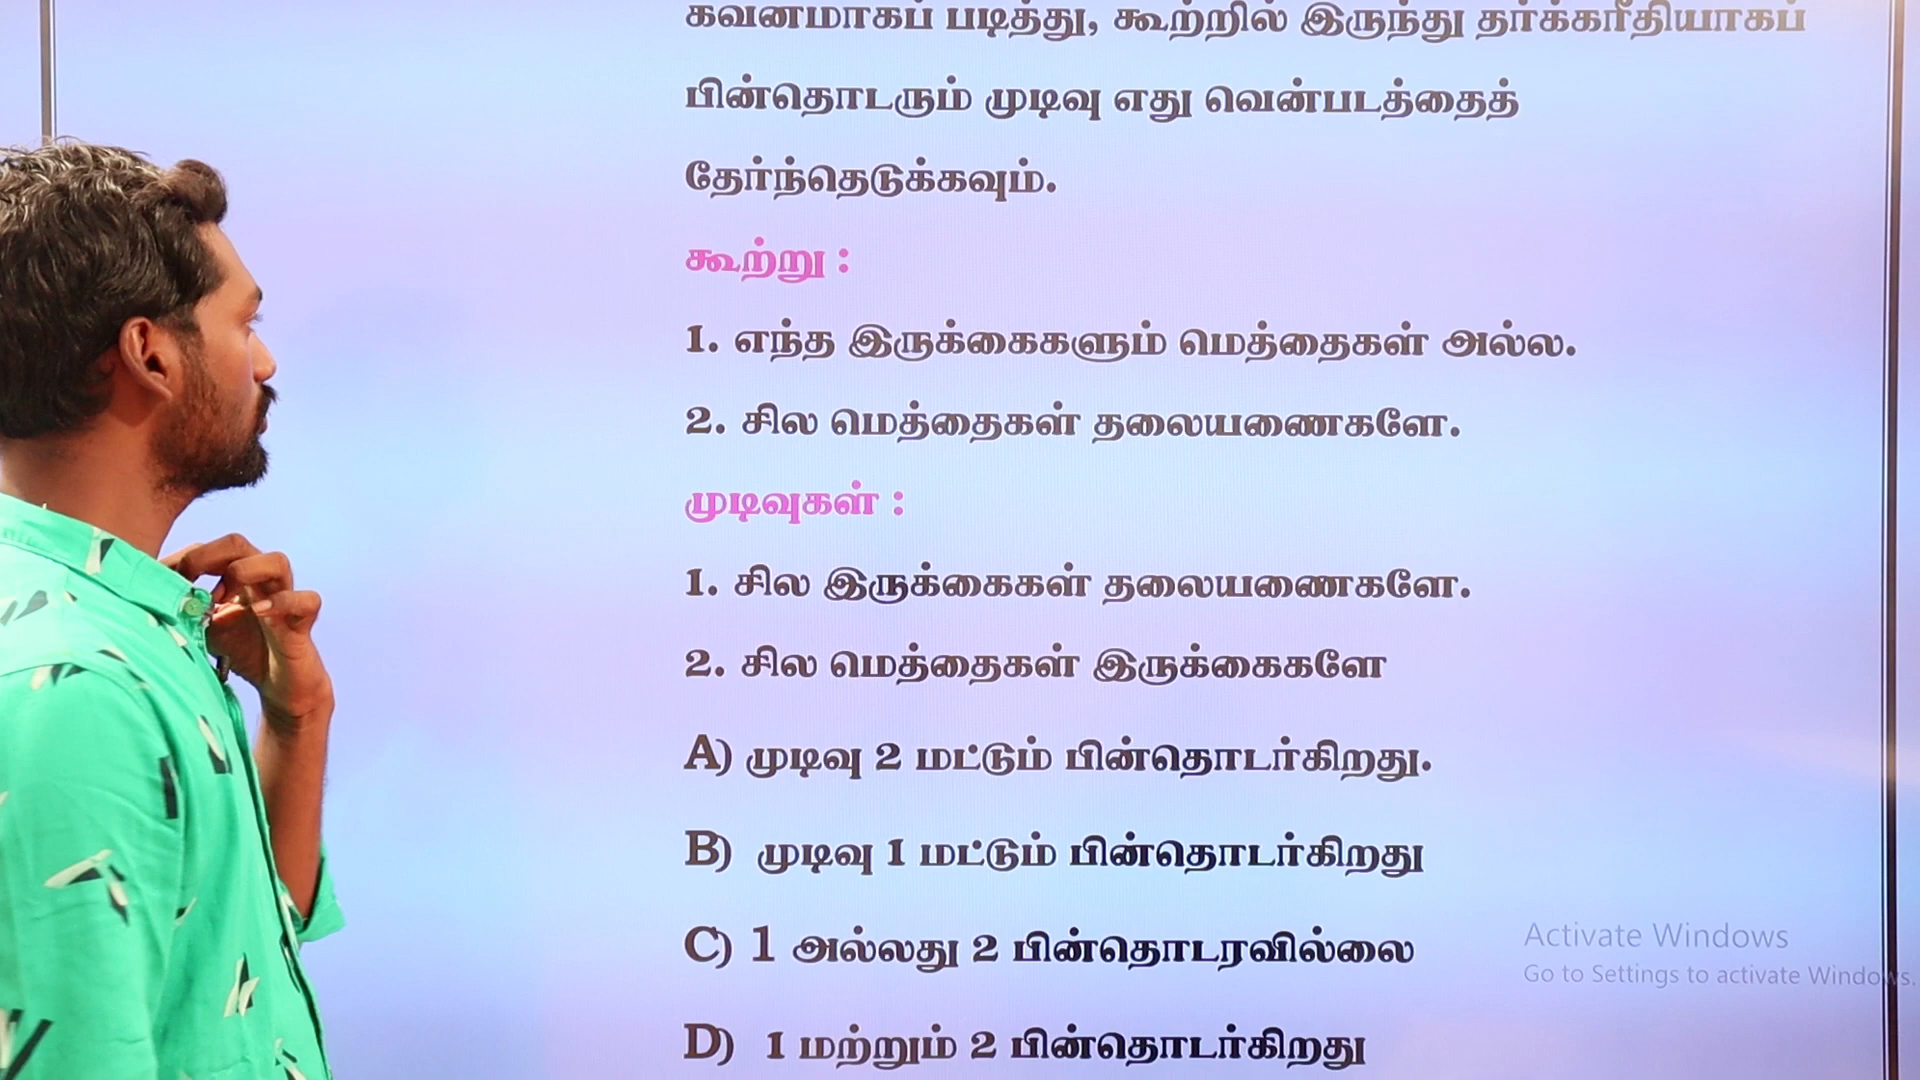 கவனமாகப் படித்து, கூற்றில் இருந்து தர்க்கரீதியாகப்
பின்தொடரும் முடிவு எது வென்படத்தைத்
தேர்ந்தெடுக்கவும்.
கூற்று :
1. எந்த இருக்கைகளும் மெத்தைகள் அல்ல.
2. சில மெத்தைகள் தலையணைகளே.
முடிவுகள் :
1. சில இருக்கைகள் தலையணைகளே.
2. சில மெத்தைகள் இருக்கைகளே
A) முடிவு 2 மட்டும் பின்தொடர்கிறது.
B) முடிவு 1 மட்டும் பின்தொடர்கிறது
C) 1 அல்லது 2 பின்தொடரவில்லை
D) 1 மற்றும் 2 பின்தொடர்கிறது
Activate Windows
Go to Settings to activate Windows.